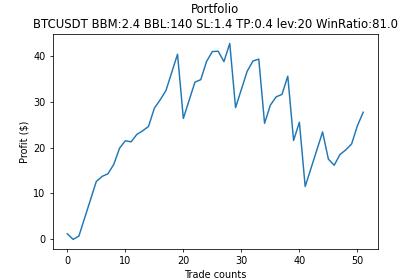 Portfolio
BTCUSDT BBM:2.4 BBL:140 SL:1.4 TP:0.4 lev:20 WinRatio:81.0
40
30
20
10
0
Profit ($)
0 10 20 30 40 50
Trade counts